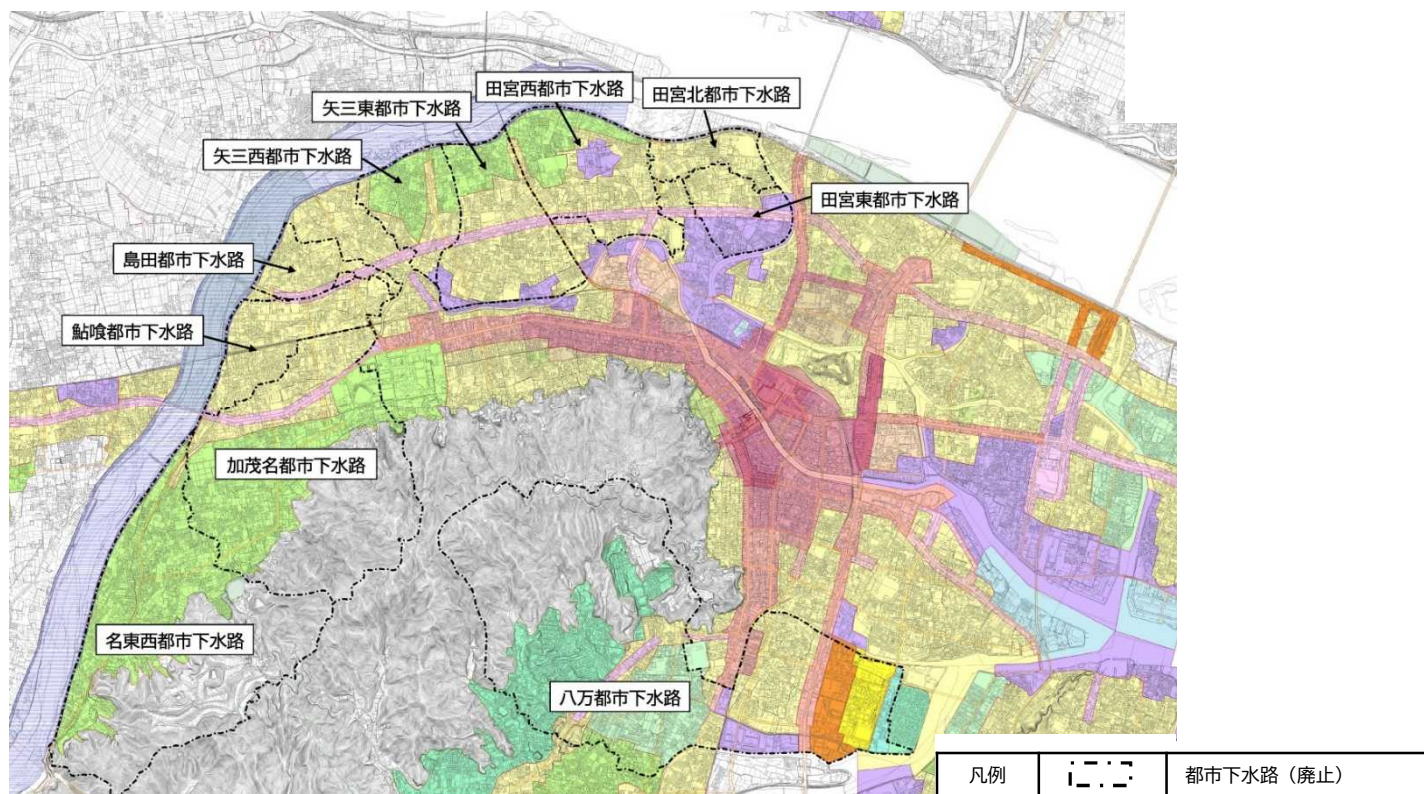 田宮西都市下水路
田宮北都市下水路
矢三東都市下水路
矢三西都市下水路
田宮東都市下水路
島田都市下水路
鮎喰都市下水路
加茂名都市下水路
名東西都市下水路
八万都市下水路
凡例 都市下水路（廃止）